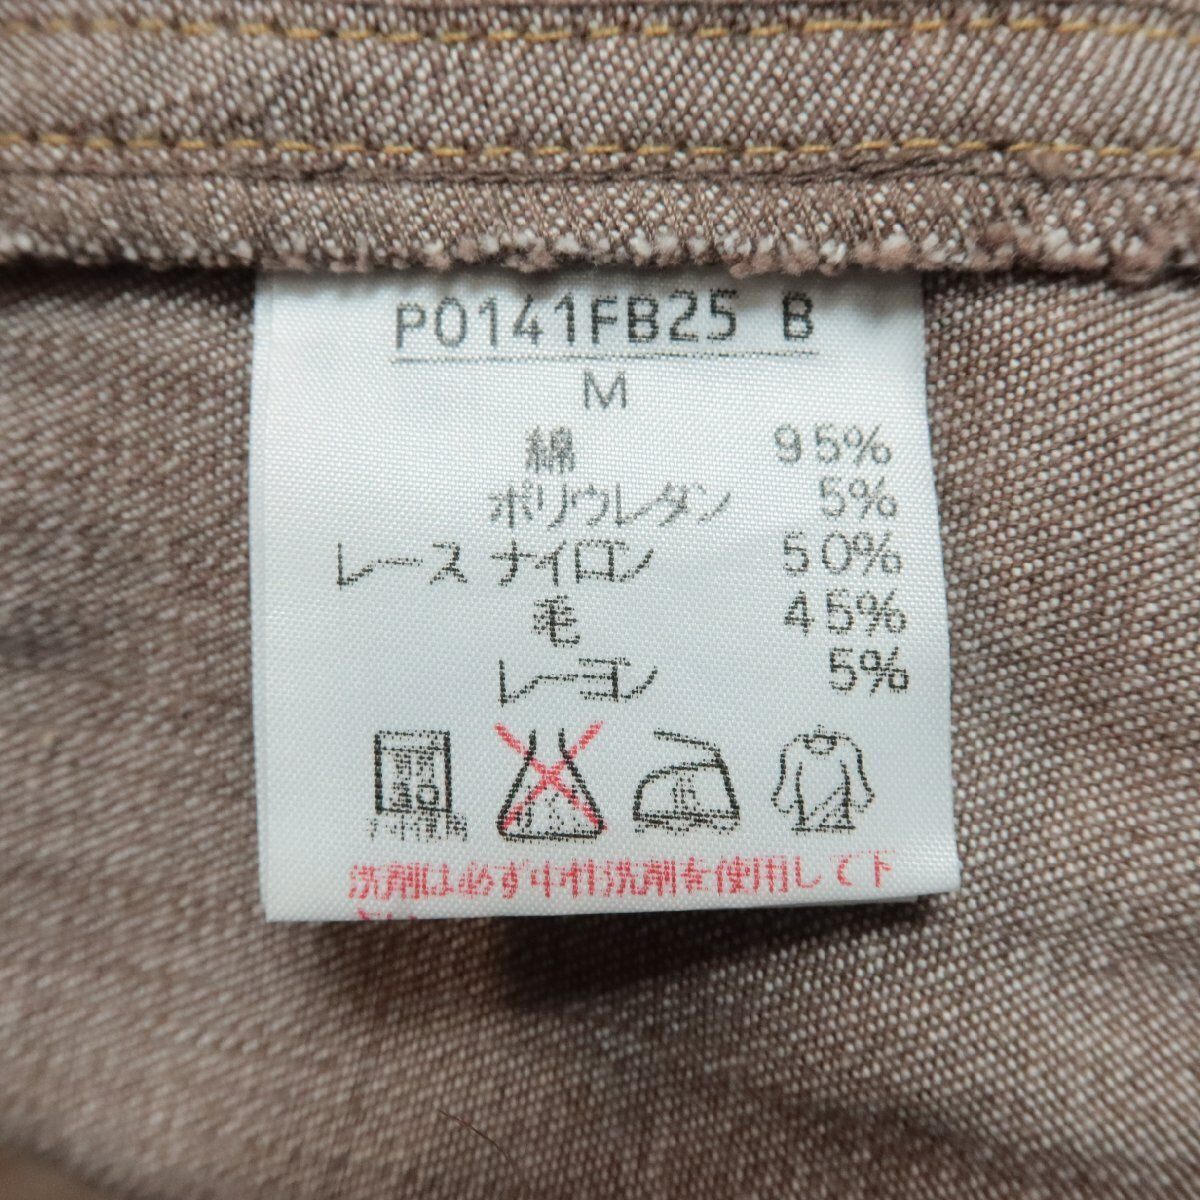 P0141FB25 B
M
綿 95%
ポリウレタン 5%
レース ナイロン 50%
毛 45%
レーヨン 5%
洗剤は必ず中性洗剤を使用して下